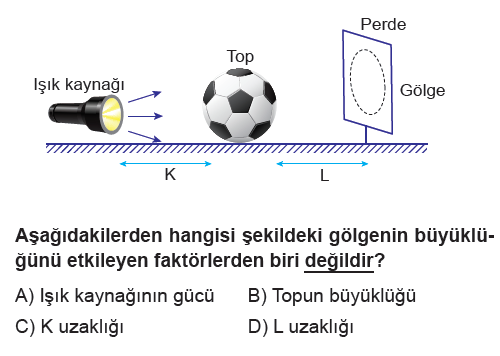 Perde
Top
Işık kaynağı
Gölge
K
L
Aşağıdakilerden hangisi şekildeki gölgenin büyüklü-
ğünü etkileyen faktörlerden biri değildir?
A) Işık kaynağının gücü B) Topun büyüklüğü
C) K uzaklığı D) L uzaklığı